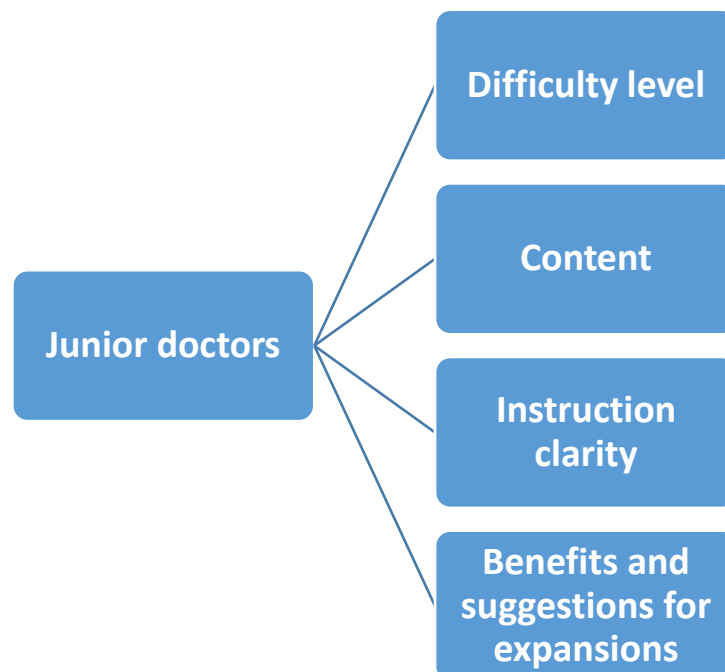 Difficulty level
Content
Junior doctors
Instruction
clarity
Benefits and
suggestions for
expansions